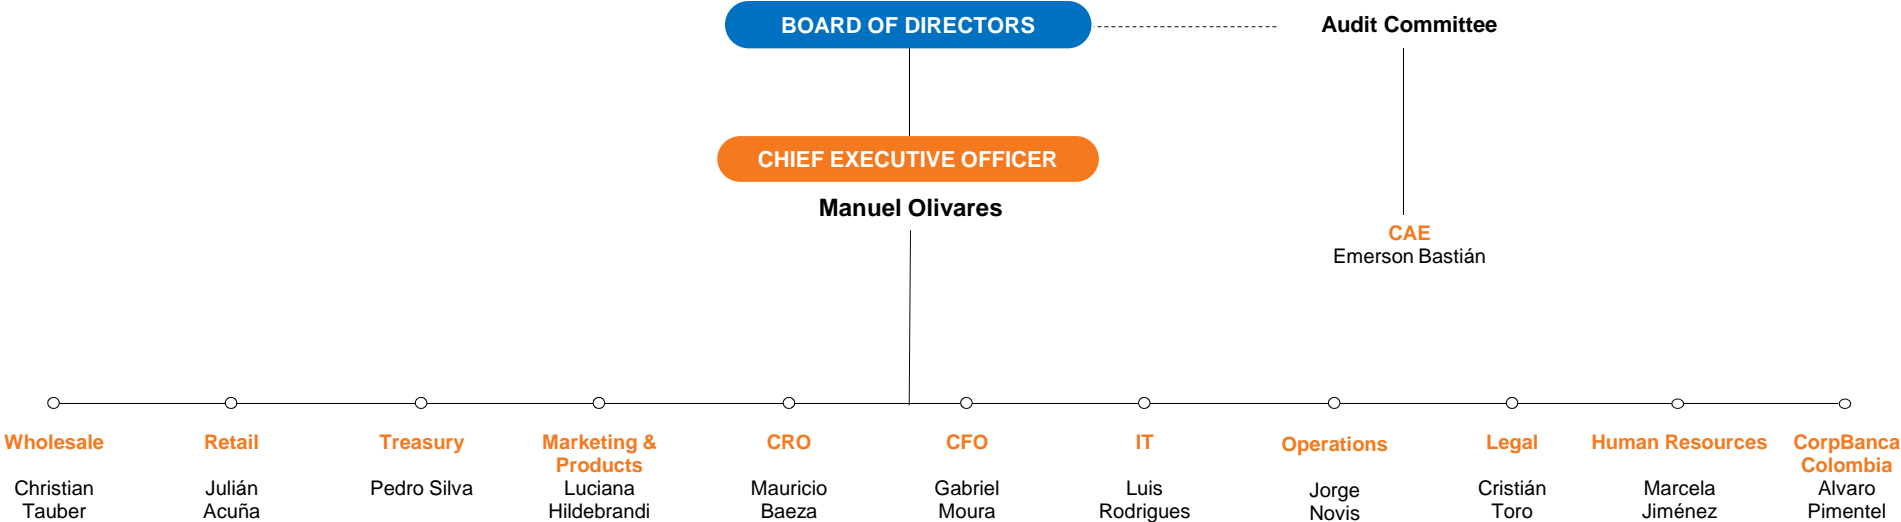 BOARD OF DIRECTORS
Audit Committee
CHIEF EXECUTIVE OFFICER
Manuel Olivares
CAE
Emerson Bastián
Wholesale
Christian
Tauber
Retail
Julián
Acuña
Treasury
Pedro Silva
Marketing &
Products
Luciana
Hildebrandi
CRO
Mauricio
Baeza
CFO
Gabriel
Moura
IT
Luis
Rodrigues
Operations
Jorge
Novis
Legal
Cristián
Toro
Human Resources
Marcela
Jiménez
CorpBanca
Colombia
Alvaro
Pimentel